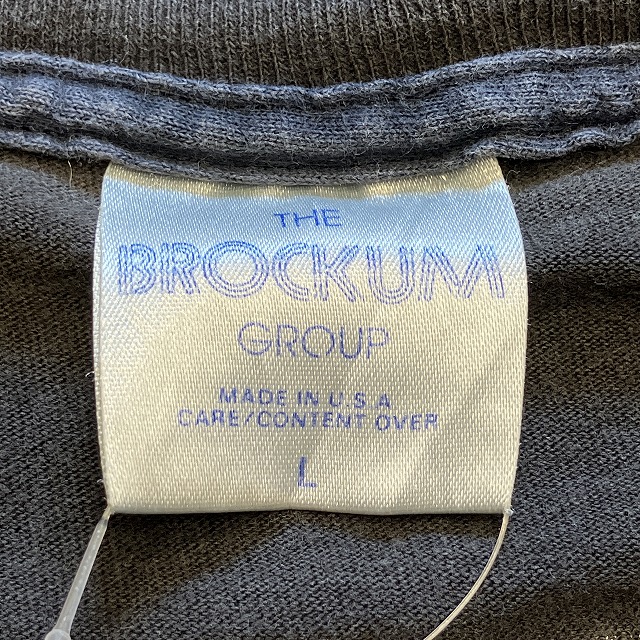 THE
BROCKUM
GROUP
MADE IN U.S.A
CARE/CONTENT OVER
L